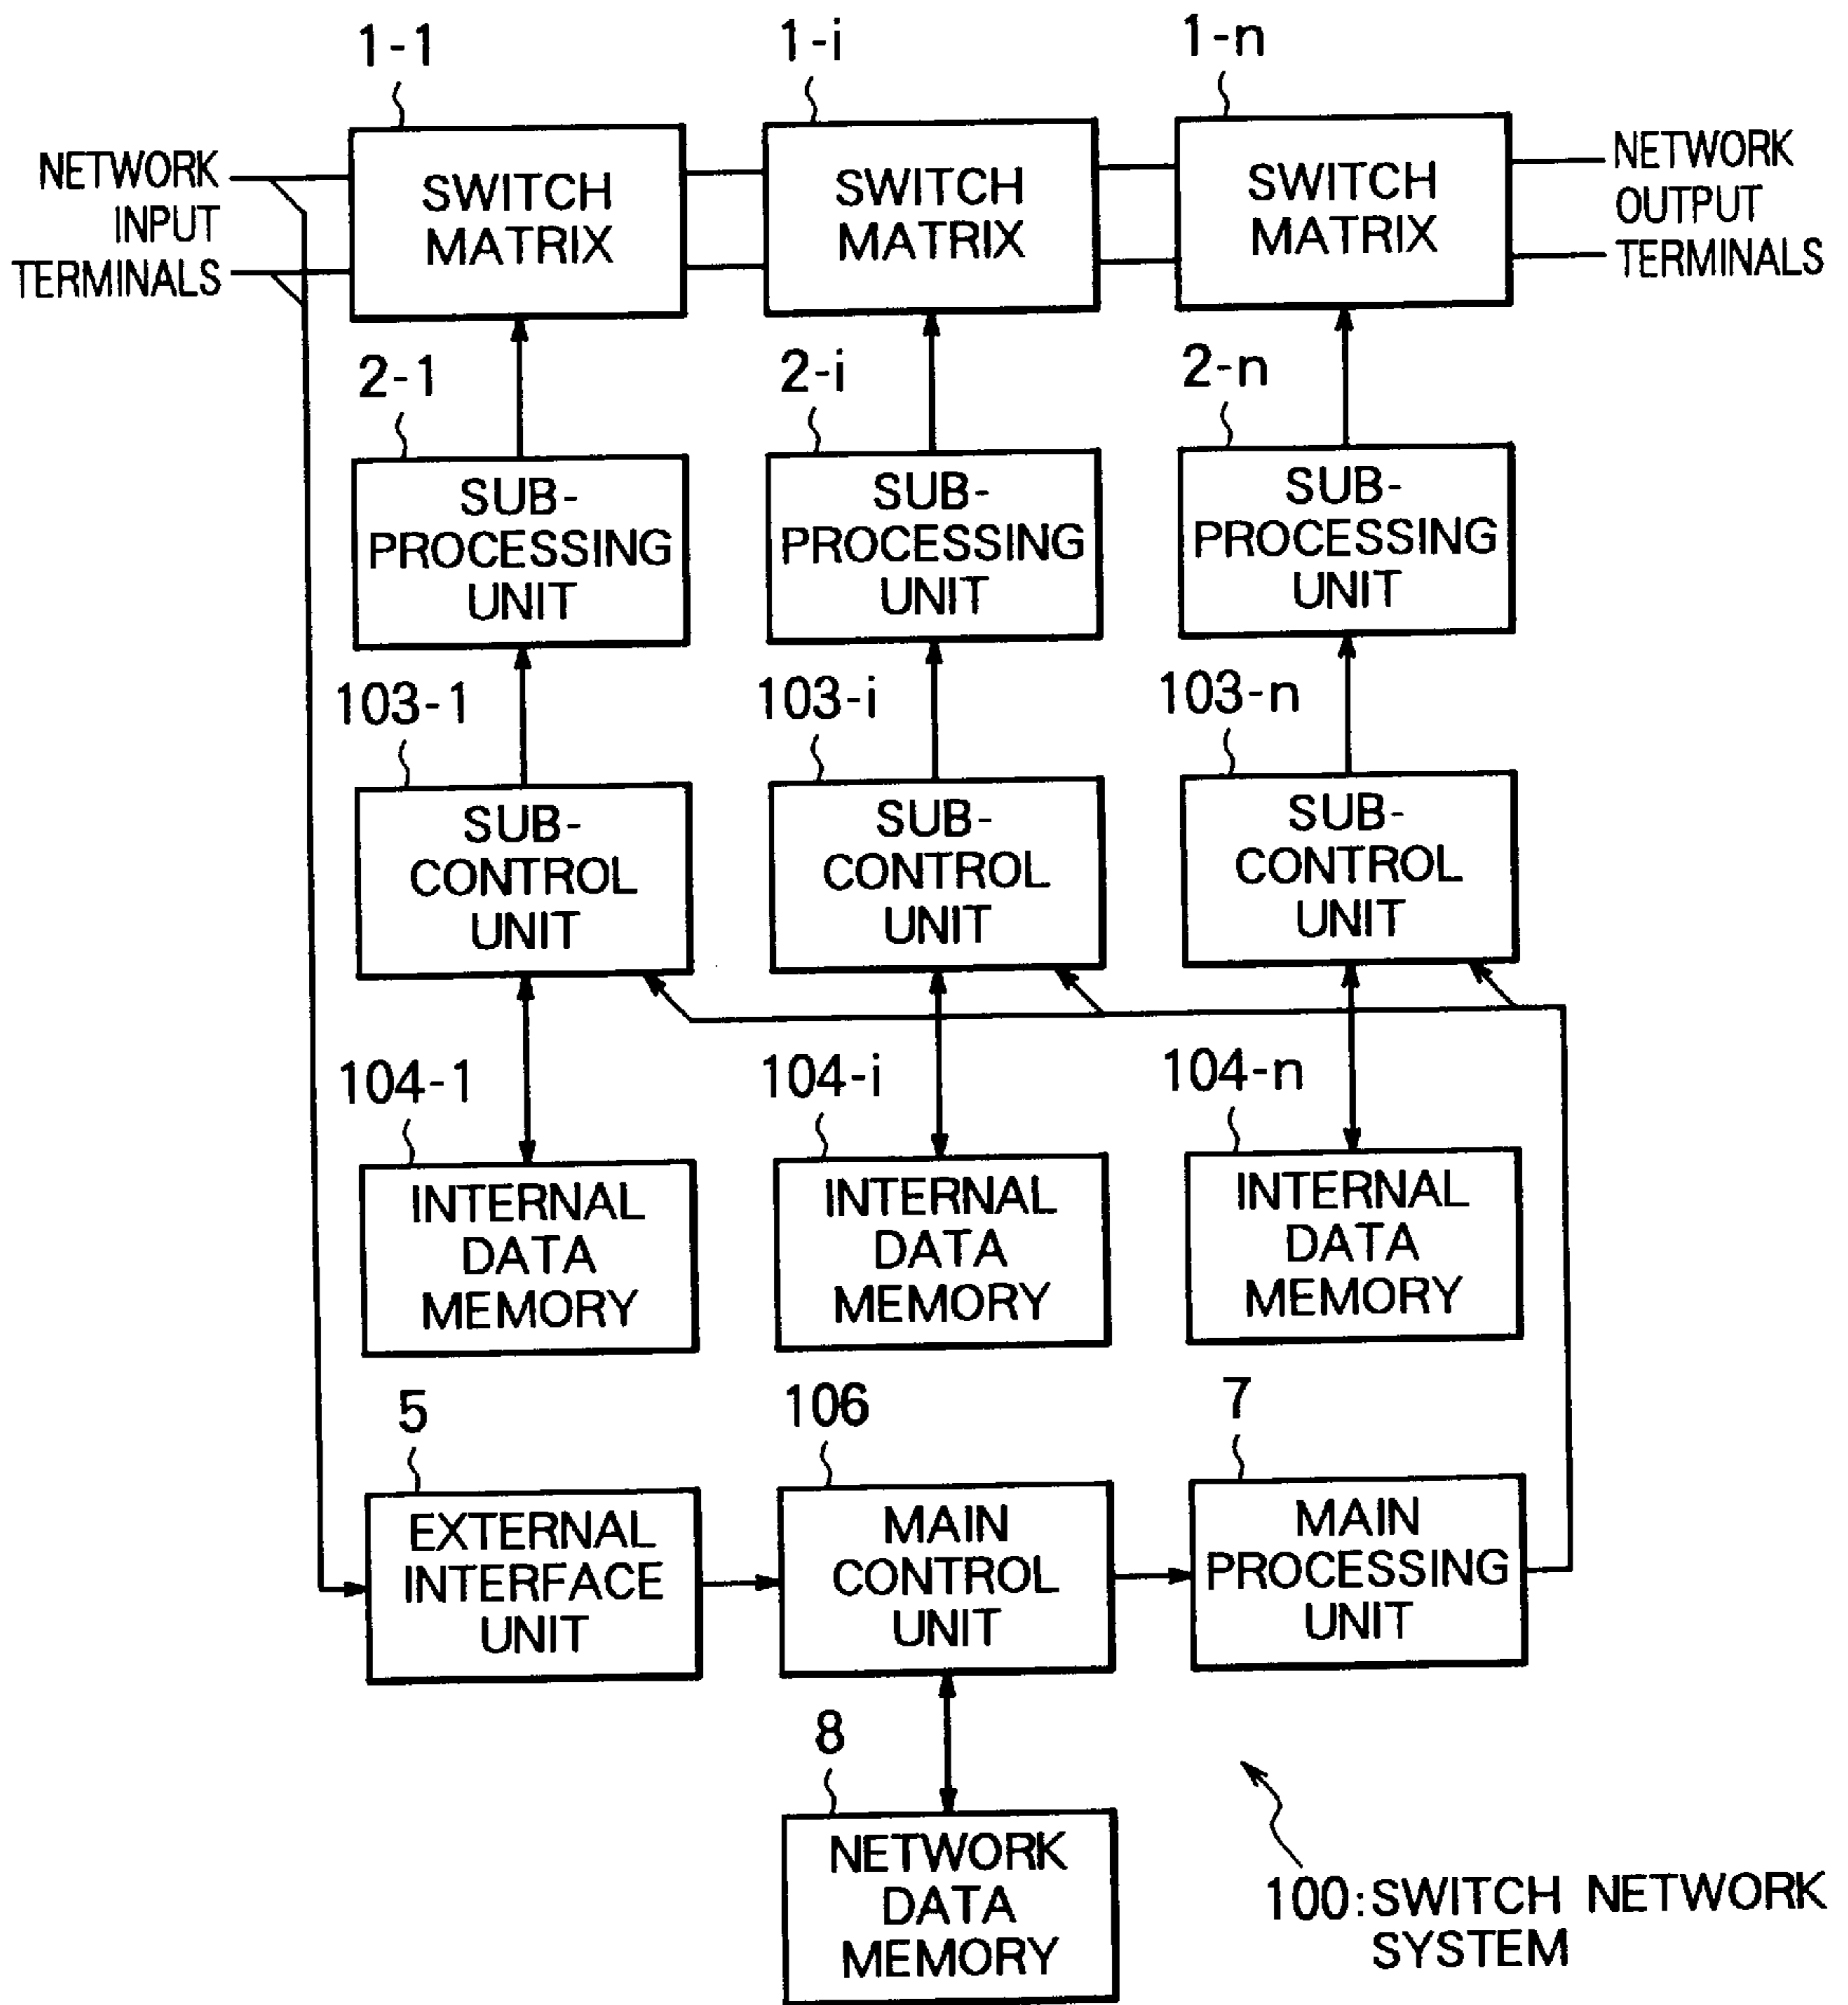 1-1
1-i
1-n
NETWORK
INPUT
TERMINALS
SWITCH
MATRIX
SWITCH
MATRIX
SWITCH
MATRIX
NETWORK
OUTPUT
TERMINALS
2-1
2-i
2-n
SUB-
PROCESSING
UNIT
SUB-
PROCESSING
UNIT
SUB-
PROCESSING
UNIT
103-1
103-i
103-n
SUB-
CONTROL
UNIT
SUB-
CONTROL
UNIT
SUB-
CONTROL
UNIT
104-1
104-i
104-n
INTERNAL
DATA
MEMORY
INTERNAL
DATA
MEMORY
INTERNAL
DATA
MEMORY
5
106
7
EXTERNAL
INTERFACE
UNIT
MAIN
CONTROL
UNIT
MAIN
PROCESSING
UNIT
8
NETWORK
DATA
MEMORY
100:SWITCH NETWORK
SYSTEM